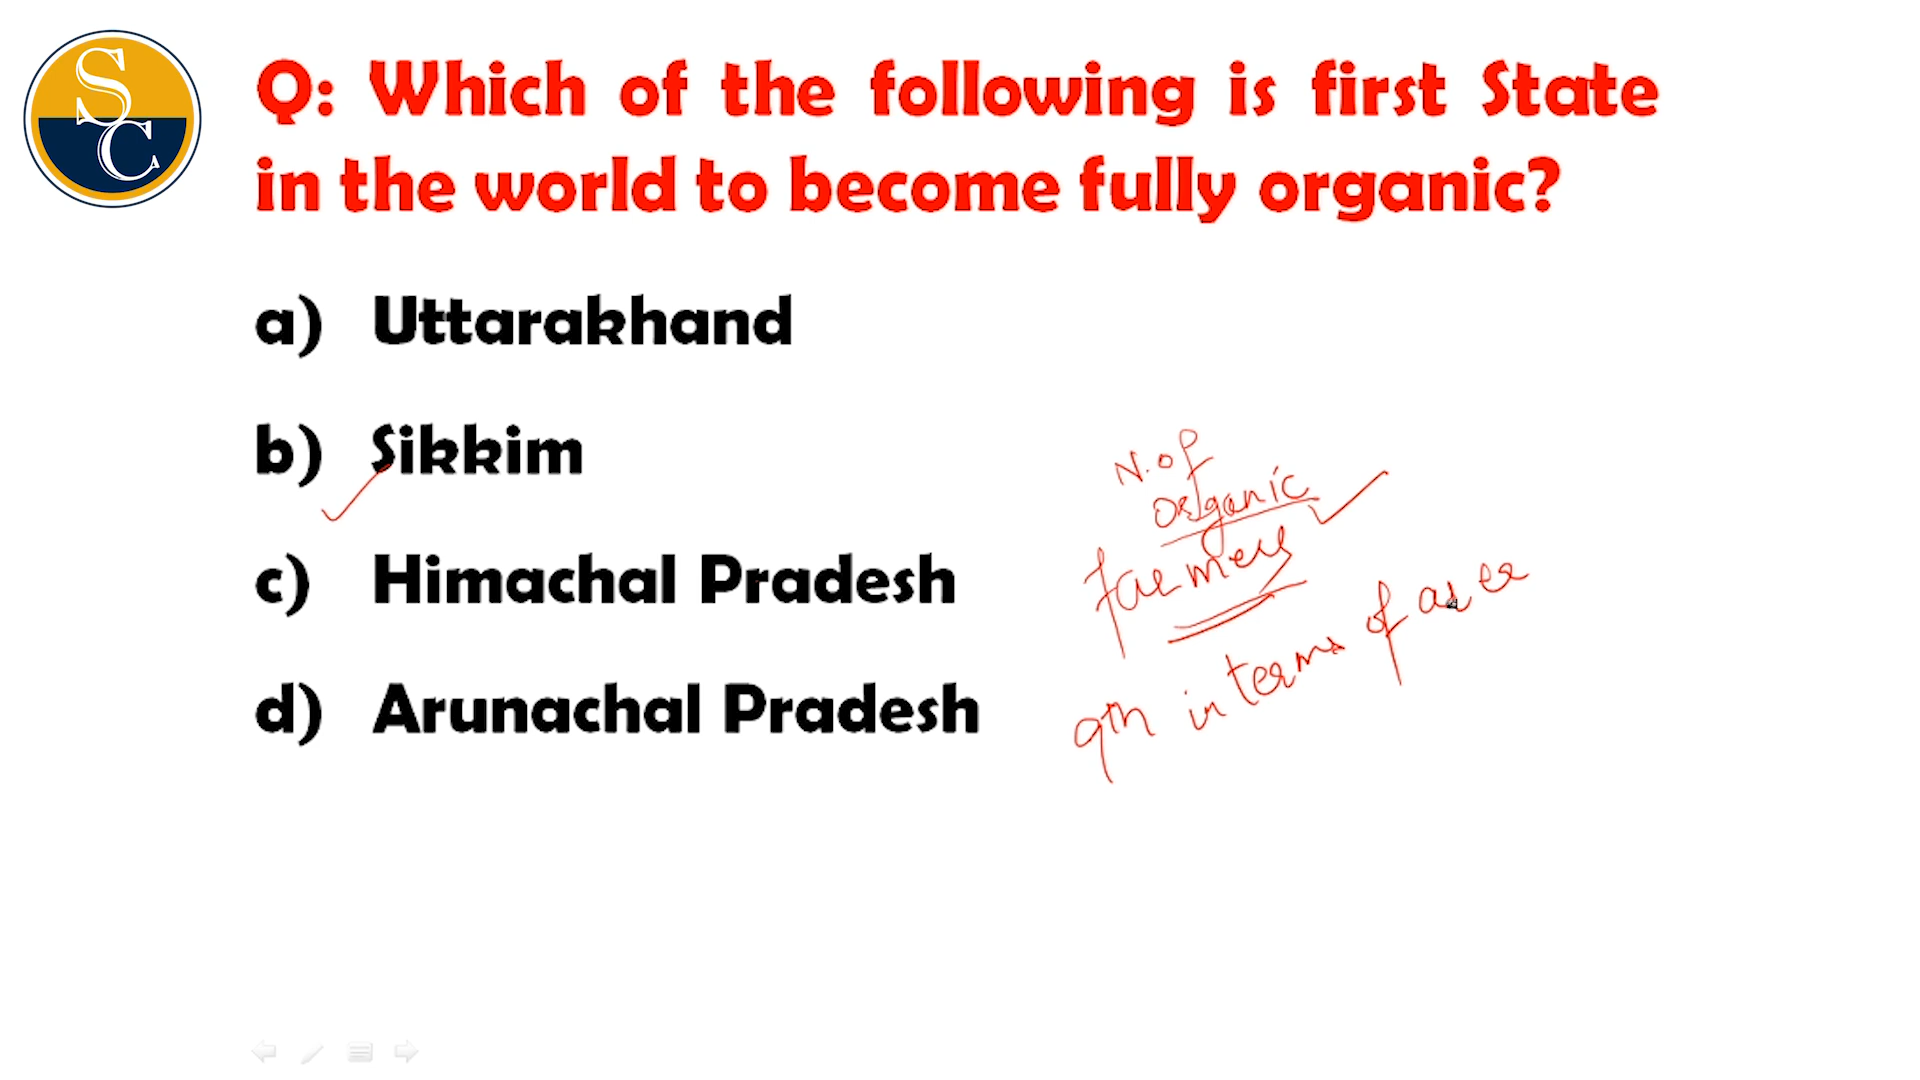 SC
Q: Which of the following is first State
in the world to become fully organic?
a) Uttarakhand
b) Sikkim
c) Himachal Pradesh
d) Arunachal Pradesh
N. of
organic
farmers
9th in terms of area